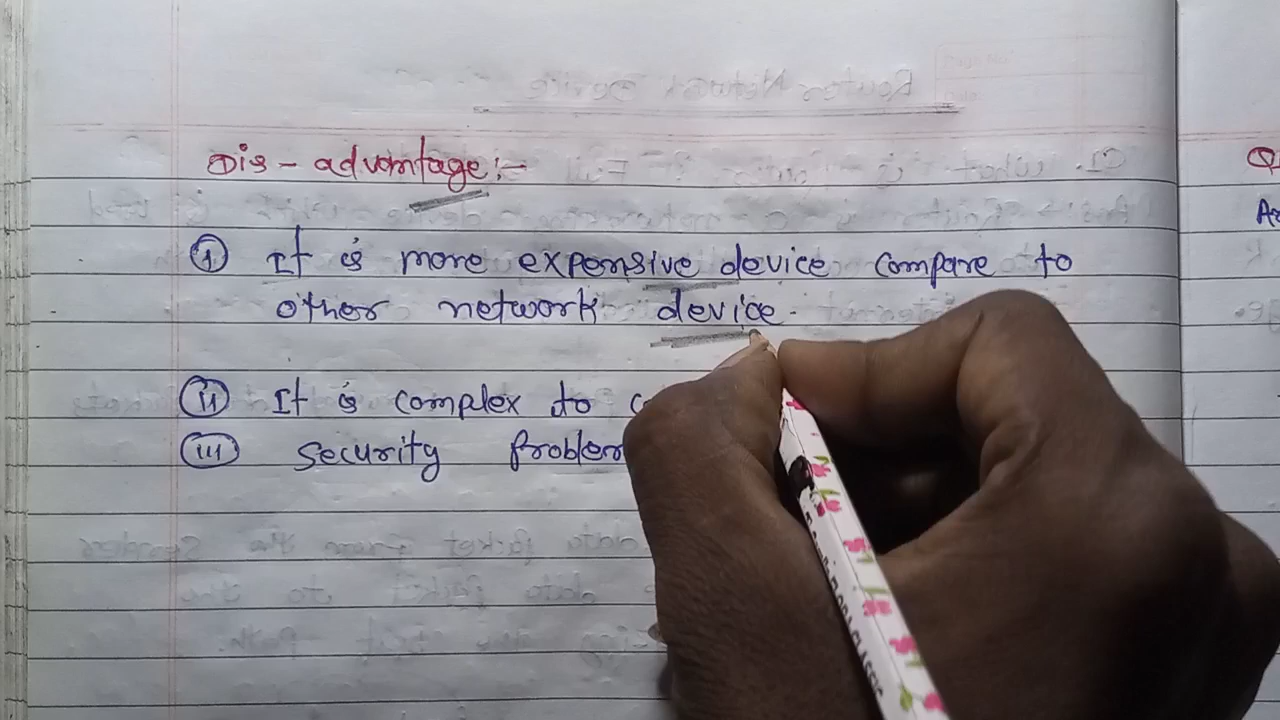 Dis - advantage :-
(i) It is more expensive device compare to
other network device.
(ii) It is complex to
(iii) security